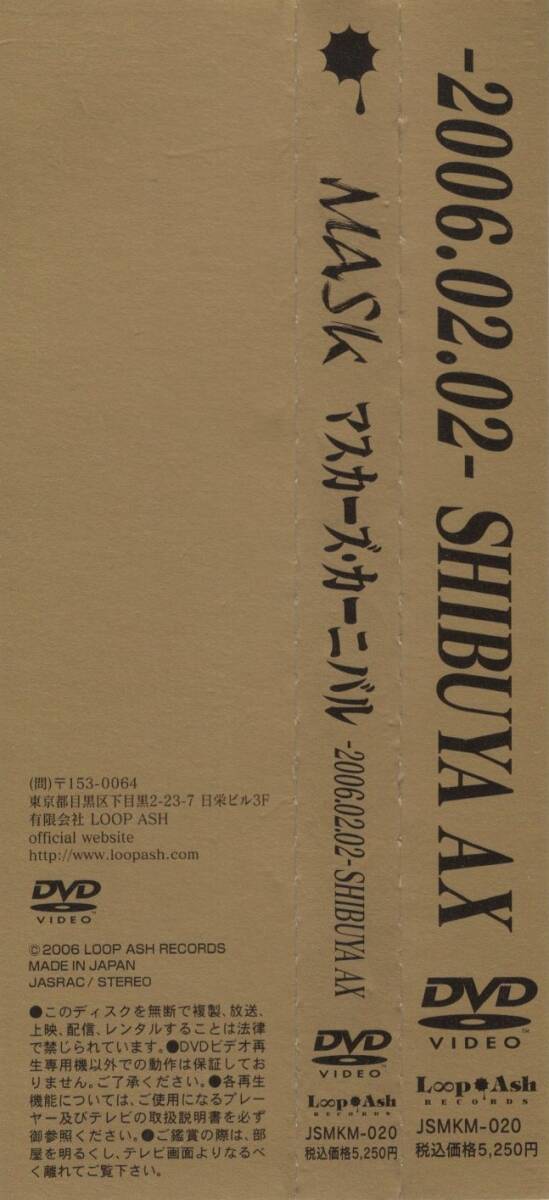 (問)〒153-0064
東京都目黒区下目黒2-23-7 日栄ビル3F
有限会社 LOOP ASH
official website
http://www.loopash.com
DVD
VIDEO™
©2006 LOOP ASH RECORDS
MADE IN JAPAN
JASRAC / STEREO
●このディスクを無断で複製、放送、
上映、配信、レンタルすることは法律
で禁じられています。●DVDビデオ再
生専用機以外での動作は保証してお
りません。ご了承ください。●各再生
機能については、ご使用になるプレー
ヤー及びテレビの取扱説明書を必ず
御参照ください。●ご鑑賞の際は、部
屋を明るくし、テレビ画面よりなるべ
く離れてご覧下さい。
MASK マスカーズ・カーニバル -2006.02.02- SHIBUYA AX
DVD
VIDEO™
Loop Ash
RECORDS
JSMKM-020
税込価格5,250円
-2006.02.02- SHIBUYA AX
DVD
VIDEO™
Loop Ash
RECORDS
JSMKM-020
税込価格5,250円